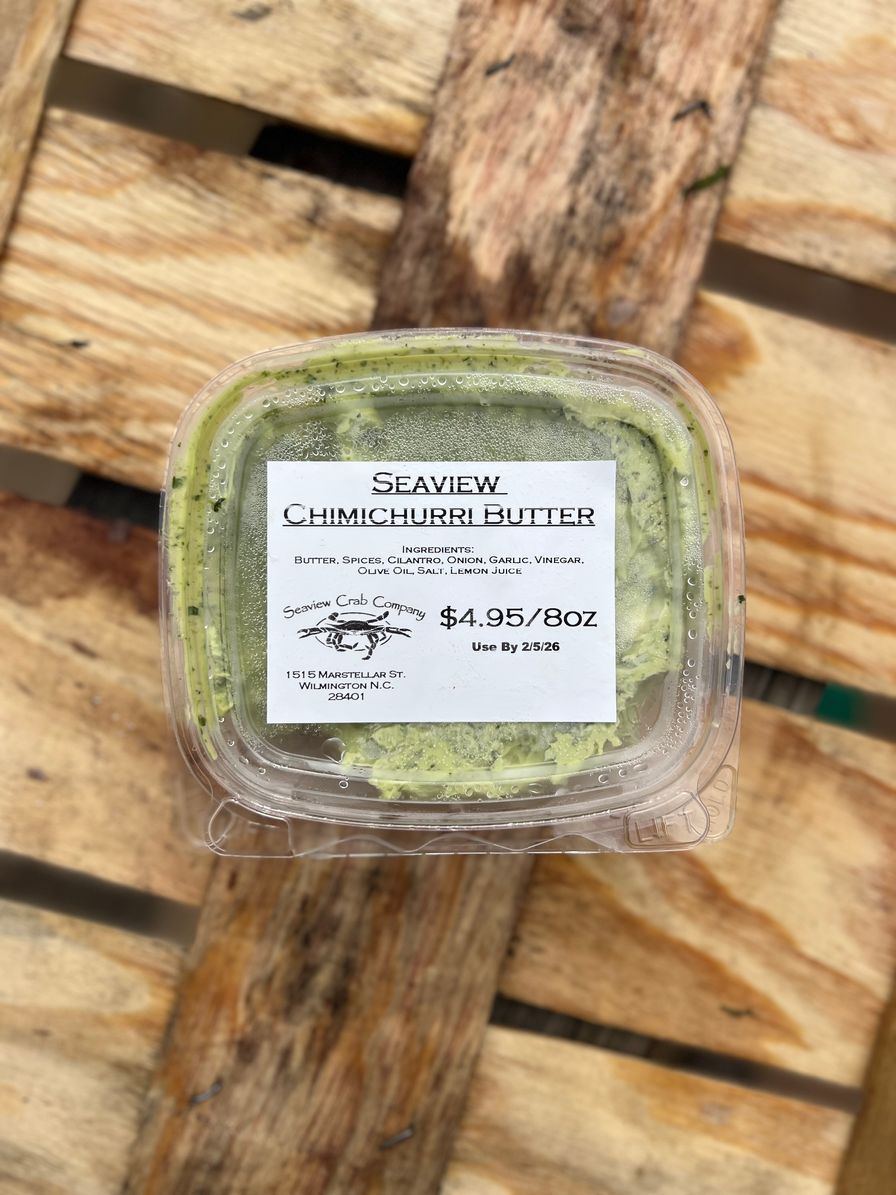 Seaview
Chimichurri Butter
Ingredients:
Butter, Spices, Cilantro, Onion, Garlic, Vinegar,
Olive Oil, Salt, Lemon Juice
Seaview Crab Company
$4.95/8oz
Use By 2/5/26
1515 Marstellar St.
Wilmington N.C.
28401
LIFT